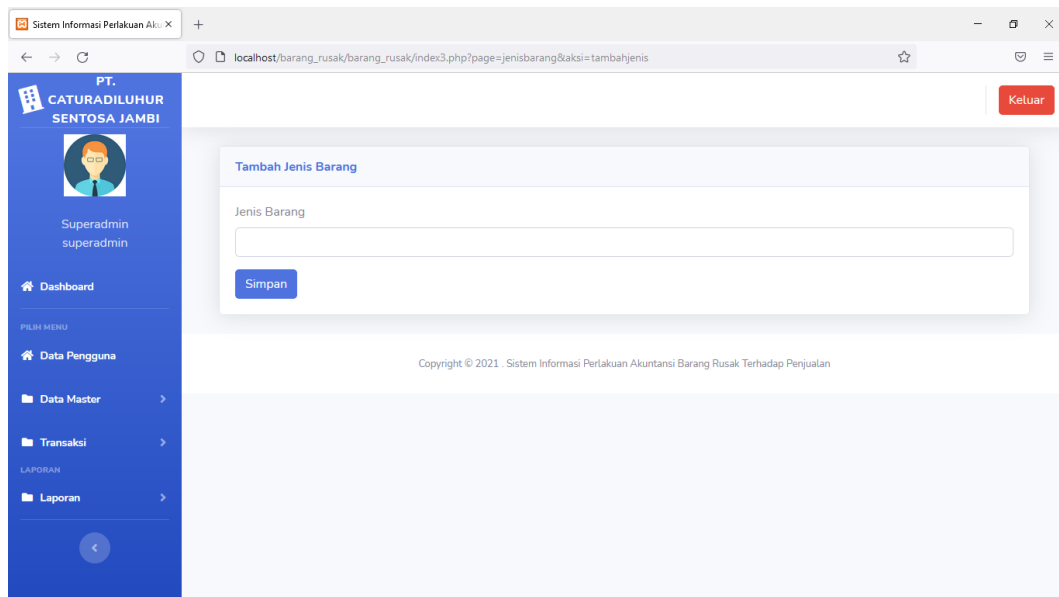 Sistem Informasi Perlakuan Aku
localhost/barang_rusak/barang_rusak/index3.php?page=jenisbarang&aksi=tambahjenis
PT.
CATURADILUHUR
SENTOSA JAMBI
Keluar
Superadmin
superadmin
Dashboard
PILIH MENU
Data Pengguna
Data Master
Transaksi
LAPORAN
Laporan
Tambah Jenis Barang
Jenis Barang
Simpan
Copyright © 2021 . Sistem Informasi Perlakuan Akuntansi Barang Rusak Terhadap Penjualan